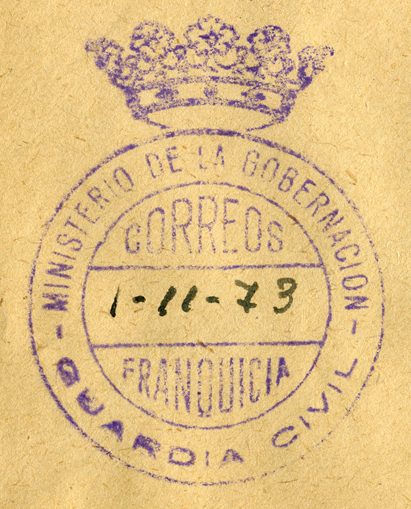 MINISTERIO DE LA GOBERNACION
CORREOS
1-11-73
FRANQUICIA
- GUARDIA CIVIL -